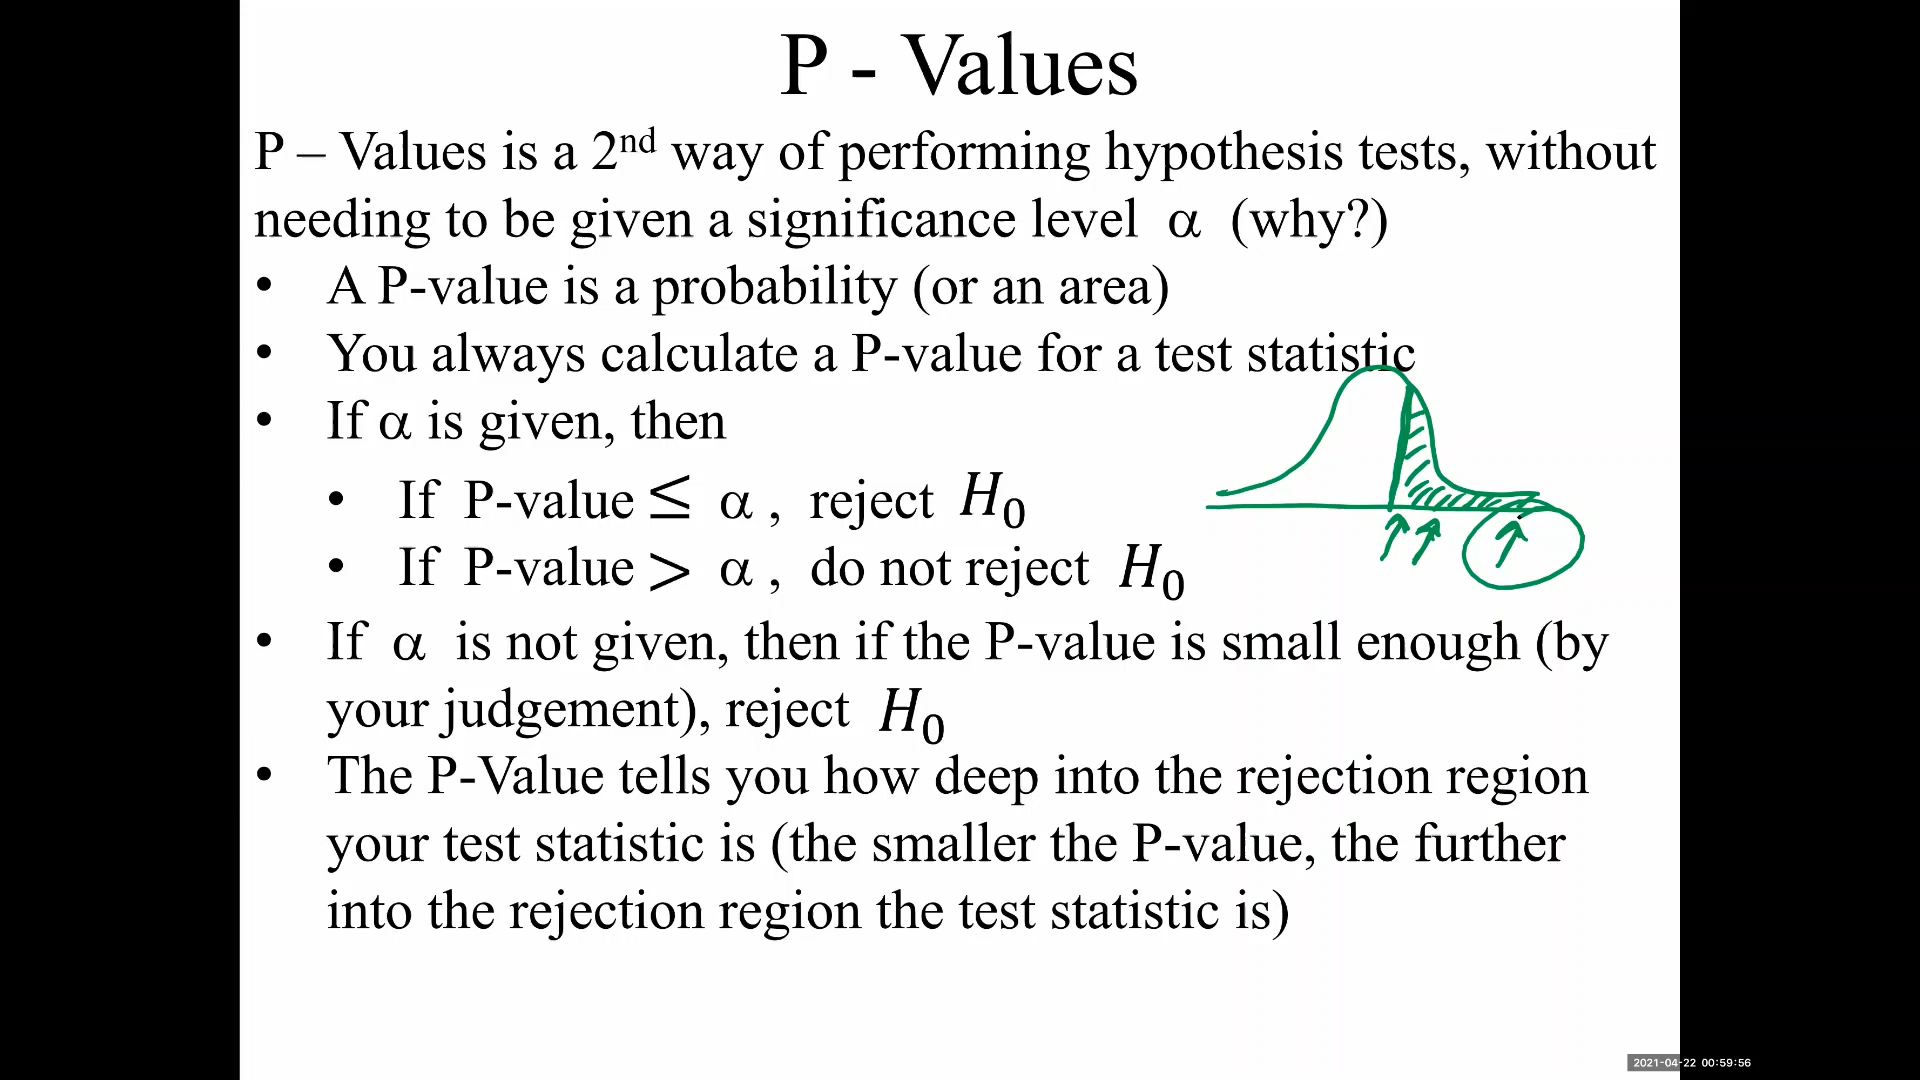 P - Values
P – Values is a 2nd way of performing hypothesis tests, without
needing to be given a significance level α (why?)
• A P-value is a probability (or an area)
• You always calculate a P-value for a test statistic
• If α is given, then
• If P-value ≤ α , reject H₀
• If P-value > α , do not reject H₀
• If α is not given, then if the P-value is small enough (by
your judgement), reject H₀
• The P-Value tells you how deep into the rejection region
your test statistic is (the smaller the P-value, the further
into the rejection region the test statistic is)
2021-04-22 00:59:56